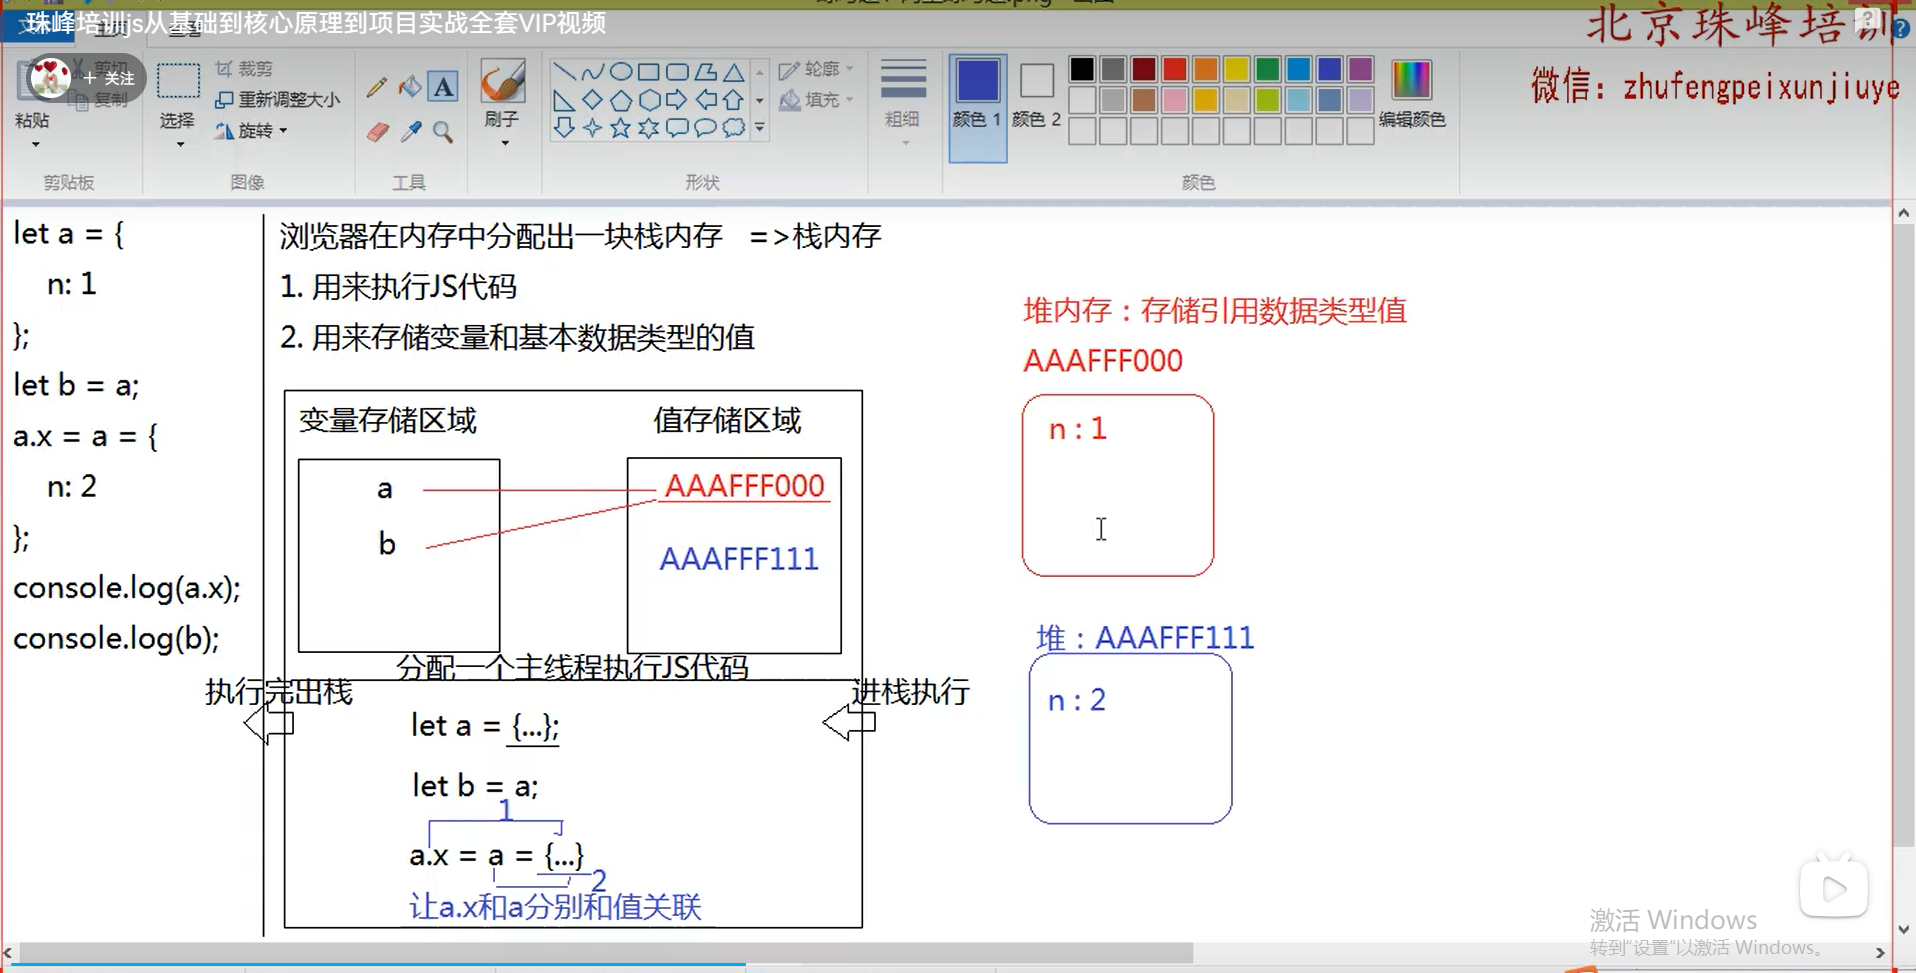 珠峰培训js从基础到核心原理到项目实战全套VIP视频
北京珠峰培训
微信：zhufengpeixunjiuye
+ 关注
粘贴
剪切
复制
剪贴板
选择
裁剪
重新调整大小
旋转
图像
工具
刷子
轮廓
填充
形状
粗细
颜色 1
颜色 2
编辑颜色
颜色
let a = {
n: 1
};
let b = a;
a.x = a = {
n: 2
};
console.log(a.x);
console.log(b);
浏览器在内存中分配出一块栈内存 =>栈内存
1. 用来执行JS代码
2. 用来存储变量和基本数据类型的值
变量存储区域
值存储区域
a
b
AAAFFF000
AAAFFF111
分配一个主线程执行JS代码
执行完出栈
进栈执行
let a = {...};
let b = a;
1
a.x = a = {...}
2
让a.x和a分别和值关联
堆内存：存储引用数据类型值
AAAFFF000
n : 1
堆：AAAFFF111
n : 2
激活 Windows
转到“设置”以激活 Windows。